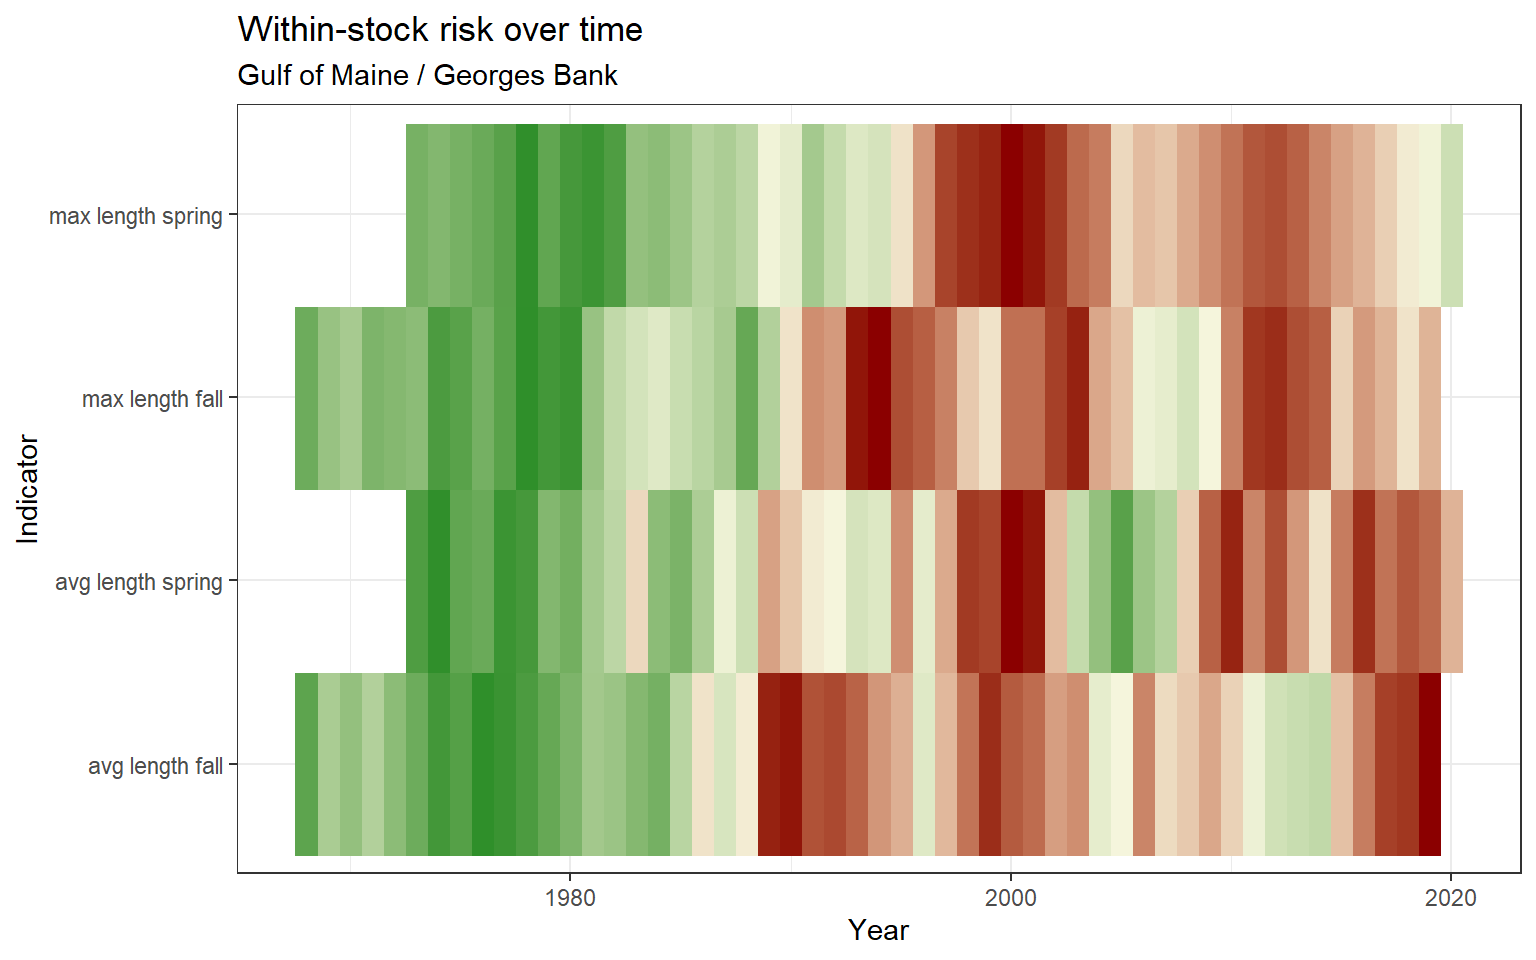 Within-stock risk over time
Gulf of Maine / Georges Bank
Indicator
max length spring
max length fall
avg length spring
avg length fall
1980
2000
2020
Year